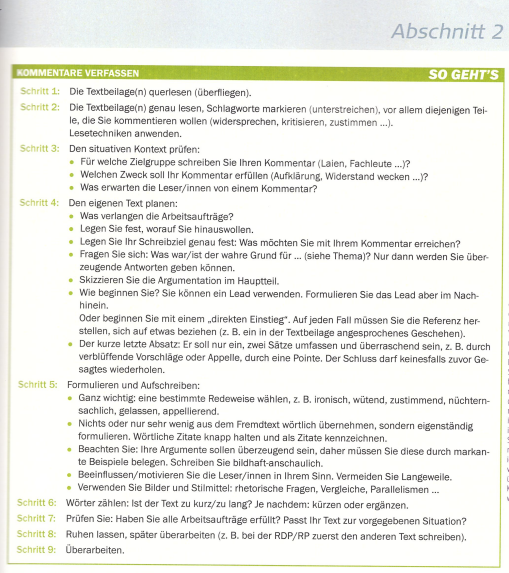 Abschnitt 2
KOMMENTARE VERFASSEN SO GEHT'S
Schritt 1: Die Textbeilage(n) querlesen (überfliegen).
Schritt 2: Die Textbeilage(n) genau lesen, Schlagworte markieren (unterstreichen), vor allem diejenigen Tei-
le, die Sie kommentieren wollen (widersprechen, kritisieren, zustimmen ...).
Lesetechniken anwenden.
Schritt 3: Den situativen Kontext prüfen:
• Für welche Zielgruppe schreiben Sie Ihren Kommentar (Laien, Fachleute ...)?
• Welchen Zweck soll Ihr Kommentar erfüllen (Aufklärung, Widerstand wecken ...)?
• Was erwarten die Leser/innen von einem Kommentar?
Schritt 4: Den eigenen Text planen:
• Was verlangen die Arbeitsaufträge?
• Legen Sie fest, worauf Sie hinauswollen.
• Legen Sie Ihr Schreibziel genau fest: Was möchten Sie mit Ihrem Kommentar erreichen?
• Fragen Sie sich: Was war/ist der wahre Grund für ... (siehe Thema)? Nur dann werden Sie über-
zeugende Antworten geben können.
• Skizzieren Sie die Argumentation im Hauptteil.
• Wie beginnen Sie? Sie können ein Lead verwenden. Formulieren Sie das Lead aber im Nach-
hinein.
Oder beginnen Sie mit einem „direkten Einstieg“. Auf jeden Fall müssen Sie die Referenz her-
stellen, sich auf etwas beziehen (z. B. ein in der Textbeilage angesprochenes Geschehen).
• Der kurze letzte Absatz: Er soll nur ein, zwei Sätze umfassen und überraschend sein, z. B. durch
verblüffende Vorschläge oder Appelle, durch eine Pointe. Der Schluss darf keinesfalls zuvor Ge-
sagtes wiederholen.
Schritt 5: Formulieren und Aufschreiben:
• Ganz wichtig: eine bestimmte Redeweise wählen, z. B. ironisch, wütend, zustimmend, nüchtern-
sachlich, gelassen, appellierend.
• Nichts oder nur sehr wenig aus dem Fremdtext wörtlich übernehmen, sondern eigenständig
formulieren. Wörtliche Zitate knapp halten und als Zitate kennzeichnen.
• Beachten Sie: Ihre Argumente sollen überzeugend sein, daher müssen Sie diese durch markan-
te Beispiele belegen. Schreiben Sie bildhaft-anschaulich.
• Beeinflussen/motivieren Sie die Leser/innen in Ihrem Sinn. Vermeiden Sie Langeweile.
• Verwenden Sie Bilder und Stilmittel: rhetorische Fragen, Vergleiche, Parallelismen ...
Schritt 6: Wörter zählen: Ist der Text zu kurz/zu lang? Je nachdem: kürzen oder ergänzen.
Schritt 7: Prüfen Sie: Haben Sie alle Arbeitsaufträge erfüllt? Passt Ihr Text zur vorgegebenen Situation?
Schritt 8: Ruhen lassen, später überarbeiten (z. B. bei der RDP/RP zuerst den anderen Text schreiben).
Schritt 9: Überarbeiten.